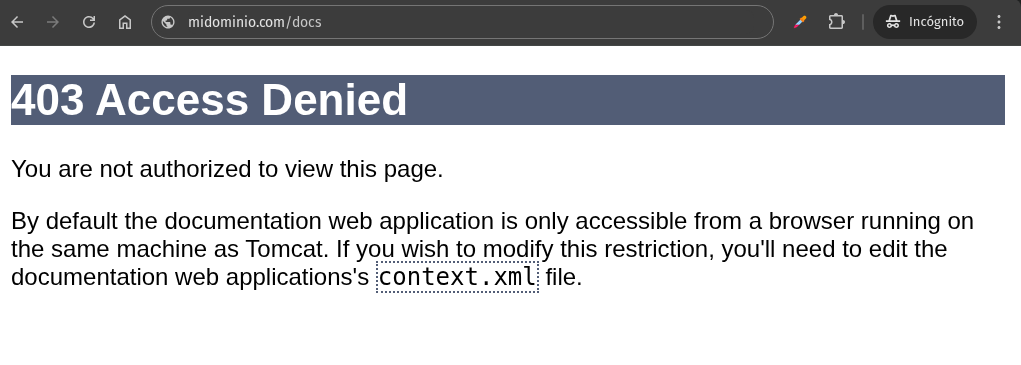 midominio.com/docs
Incógnito
403 Access Denied
You are not authorized to view this page.
By default the documentation web application is only accessible from a browser running on
the same machine as Tomcat. If you wish to modify this restriction, you'll need to edit the
documentation web applications's context.xml file.